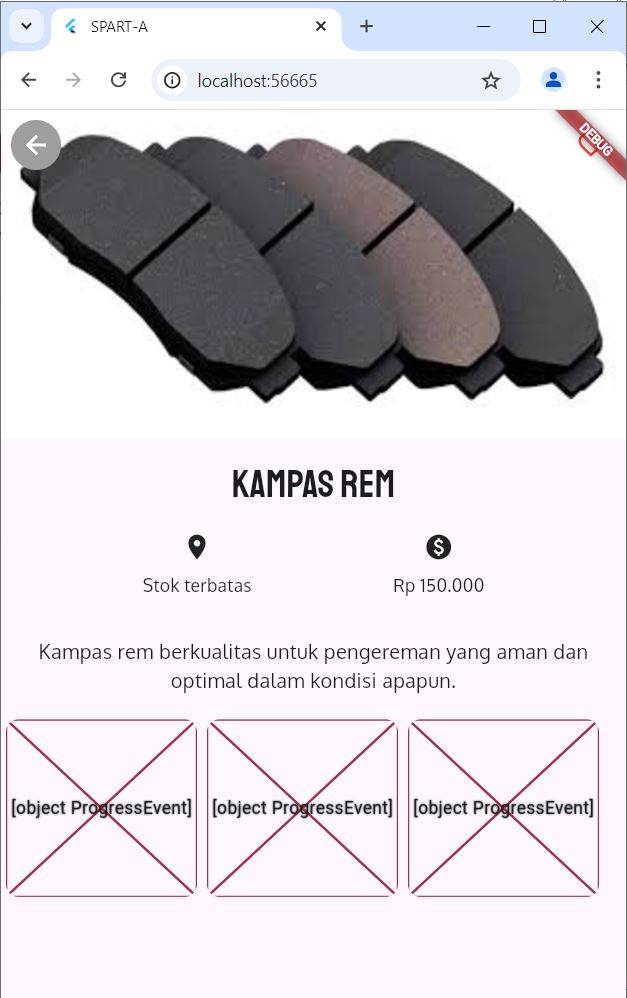 SPART-A
localhost:56665
DEBUG
KAMPAS REM
Stok terbatas
Rp 150.000
Kampas rem berkualitas untuk pengereman yang aman dan
optimal dalam kondisi apapun.
[object ProgressEvent] [object ProgressEvent] [object ProgressEvent]